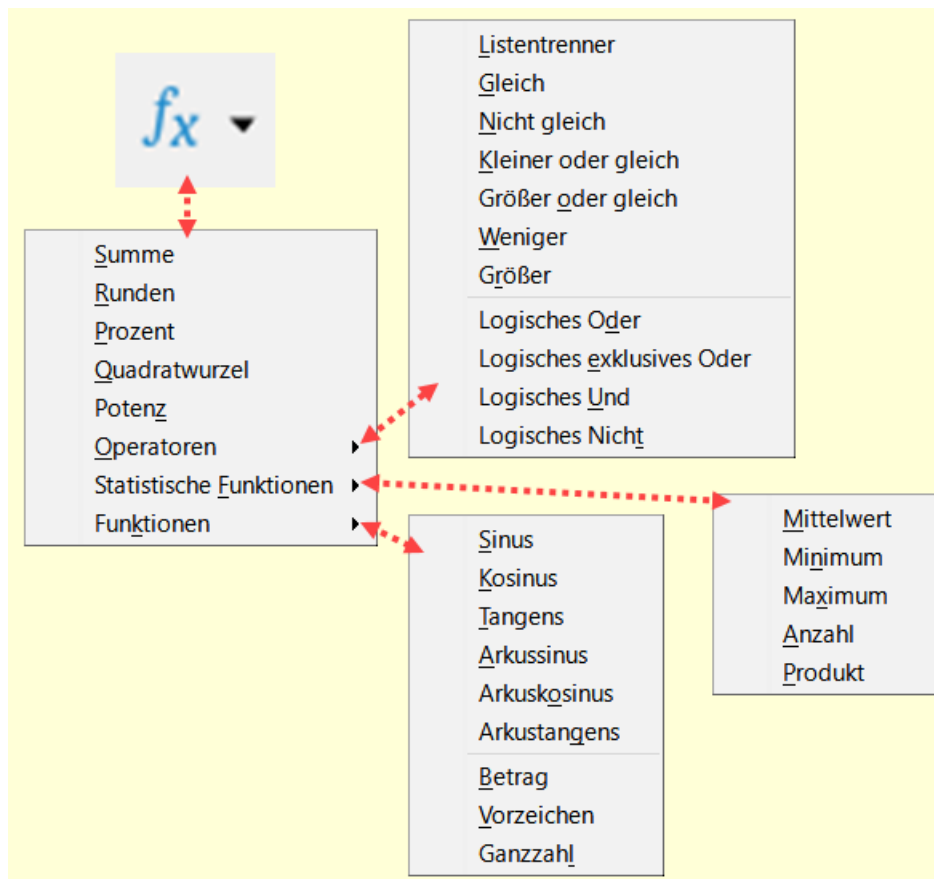 fx
Summe
Runden
Prozent
Quadratwurzel
Potenz
Operatoren
Statistische Funktionen
Funktionen
Listentrenner
Gleich
Nicht gleich
Kleiner oder gleich
Größer oder gleich
Weniger
Größer
Logisches Oder
Logisches exklusives Oder
Logisches Und
Logisches Nicht
Mittelwert
Minimum
Maximum
Anzahl
Produkt
Sinus
Kosinus
Tangens
Arkussinus
Arkuskosinus
Arkustangens
Betrag
Vorzeichen
Ganzzahl